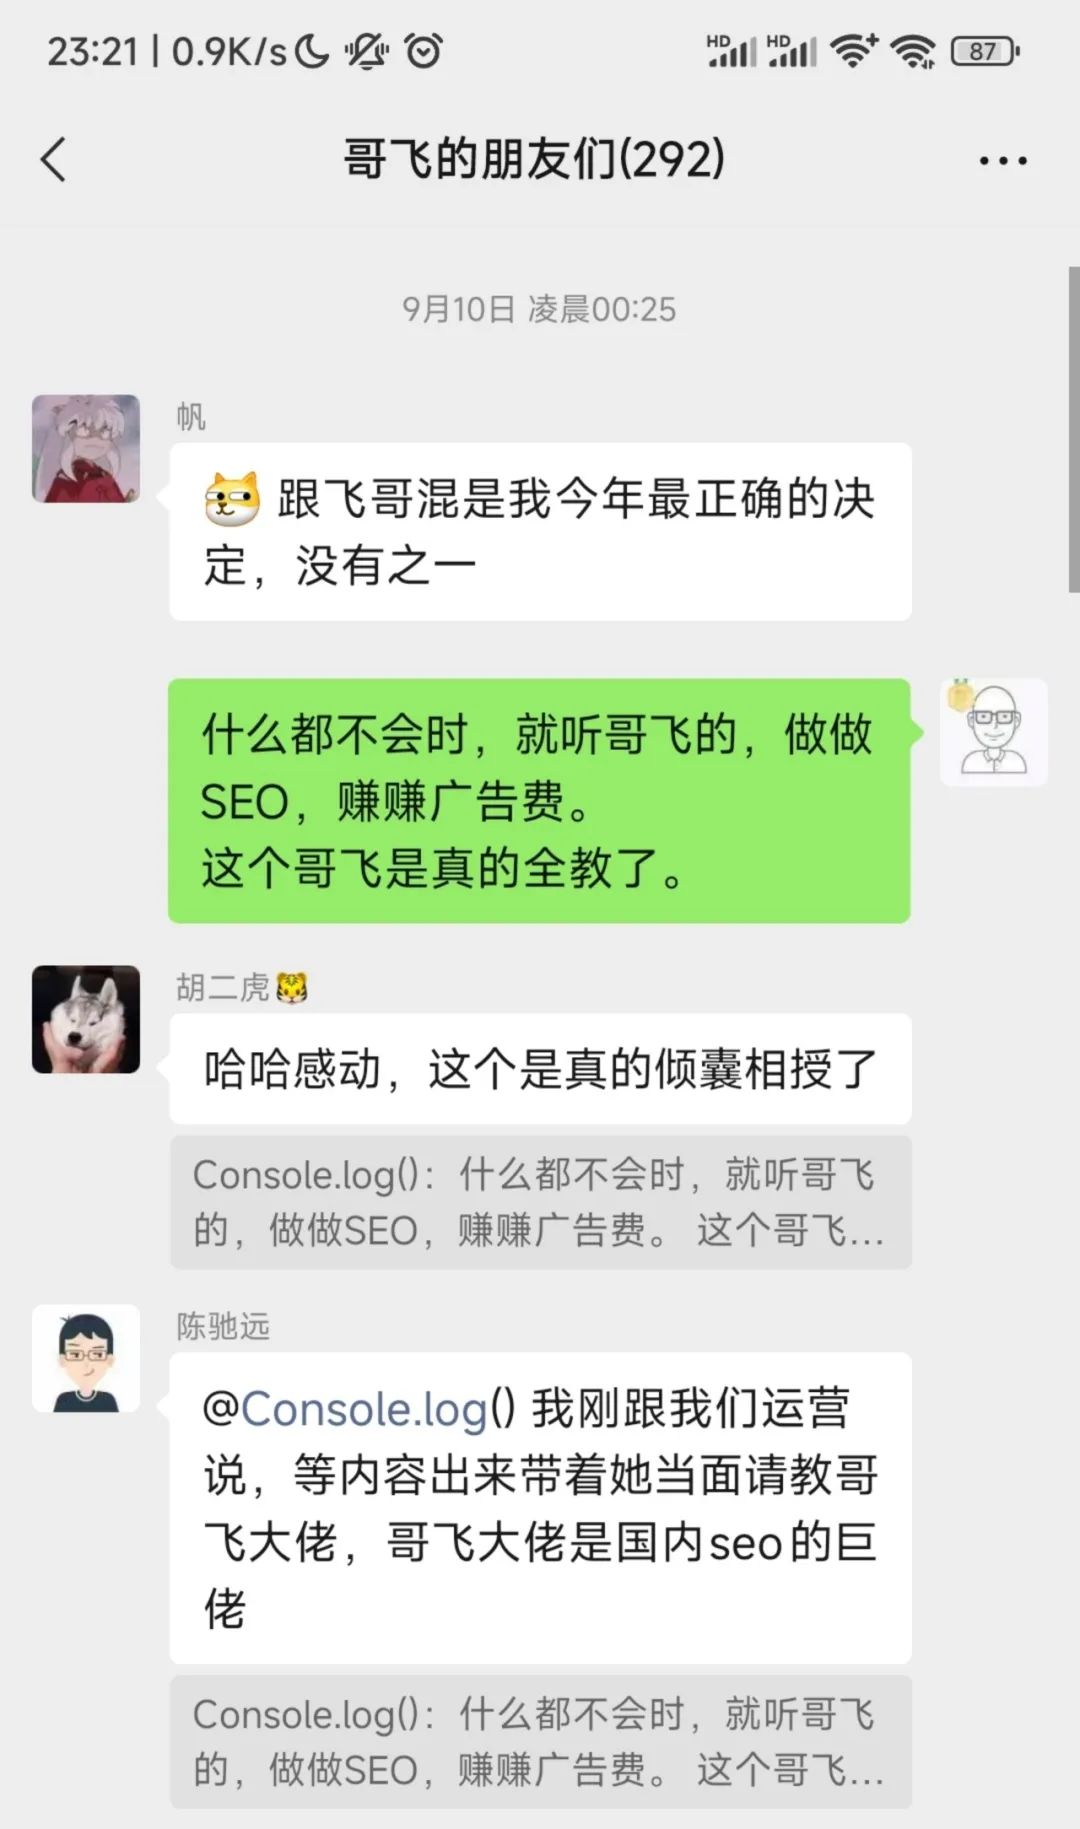 23:21 | 0.9K/s
HD HD 87
哥飞的朋友们(292)
9月10日 凌晨00:25
帆
跟飞哥混是我今年最正确的决
定，没有之一
什么都不会时，就听哥飞的，做做
SEO，赚赚广告费。
这个哥飞是真的全教了。
胡二虎🐯
哈哈感动，这个是真的倾囊相授了
Console.log()：什么都不会时，就听哥飞
的，做做SEO，赚赚广告费。 这个哥飞...
陈驰远
@Console.log() 我刚跟我们运营
说，等内容出来带着她当面请教哥
飞大佬，哥飞大佬是国内seo的巨
佬
Console.log()：什么都不会时，就听哥飞
的，做做SEO，赚赚广告费。 这个哥飞...